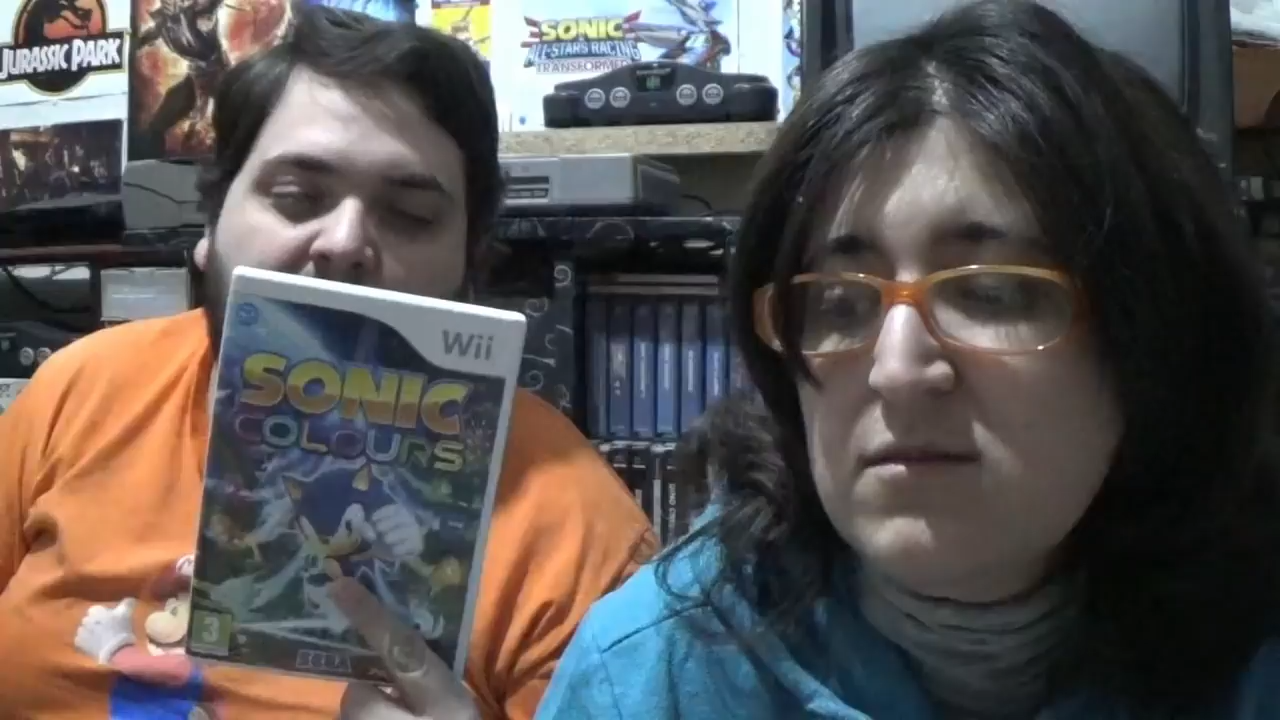 JURASSIC PARK
SONIC
ALL-STARS RACING
TRANSFORMED
Wii
SONIC
COLOURS
3
SEGA